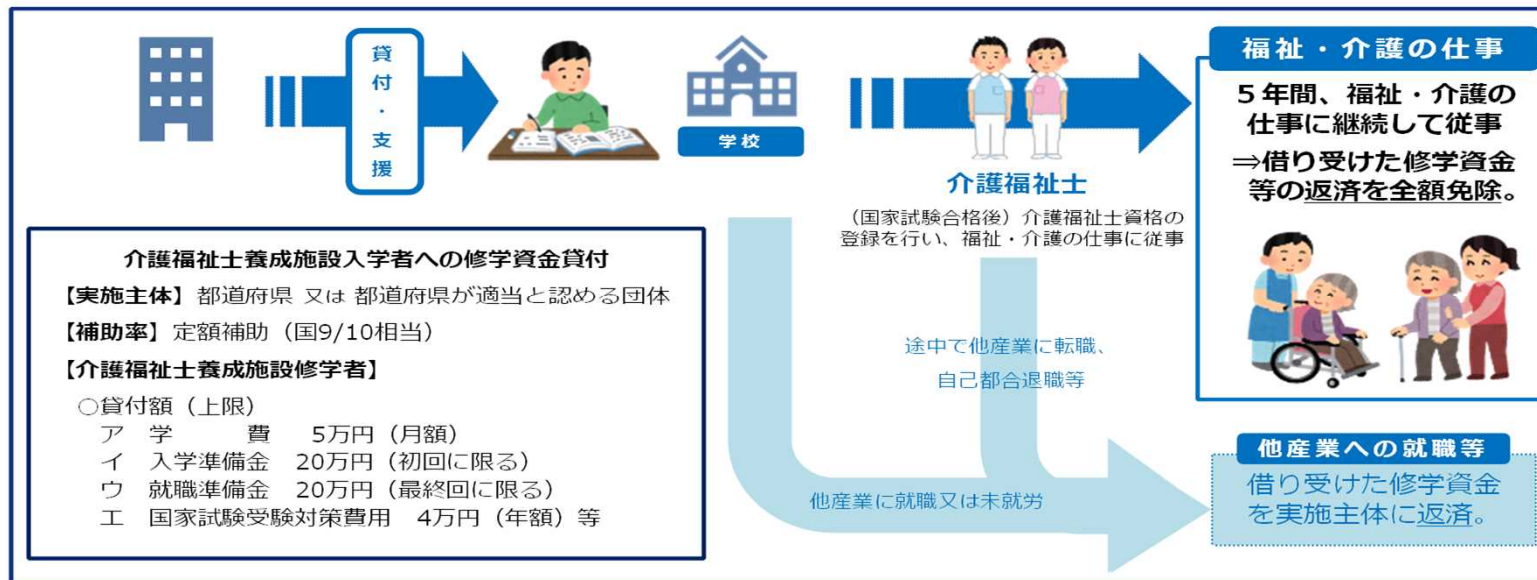 貸付・支援
学校
介護福祉士
（国家試験合格後）介護福祉士資格の
登録を行い、福祉・介護の仕事に従事
福祉・介護の仕事
５年間、福祉・介護の
仕事に継続して従事
⇒借り受けた修学資金
等の返済を全額免除。
介護福祉士養成施設入学者への修学資金貸付
【実施主体】都道府県 又は 都道府県が適当と認める団体
【補助率】定額補助（国9/10相当）
【介護福祉士養成施設修学者】
○貸付額（上限）
ア 学　　　費　5万円（月額）
イ 入学準備金　20万円（初回に限る）
ウ 就職準備金　20万円（最終回に限る）
エ 国家試験受験対策費用　4万円（年額）等
途中で他産業に転職、
自己都合退職等
他産業に就職又は未就労
他産業への就職等
借り受けた修学資金
を実施主体に返済。